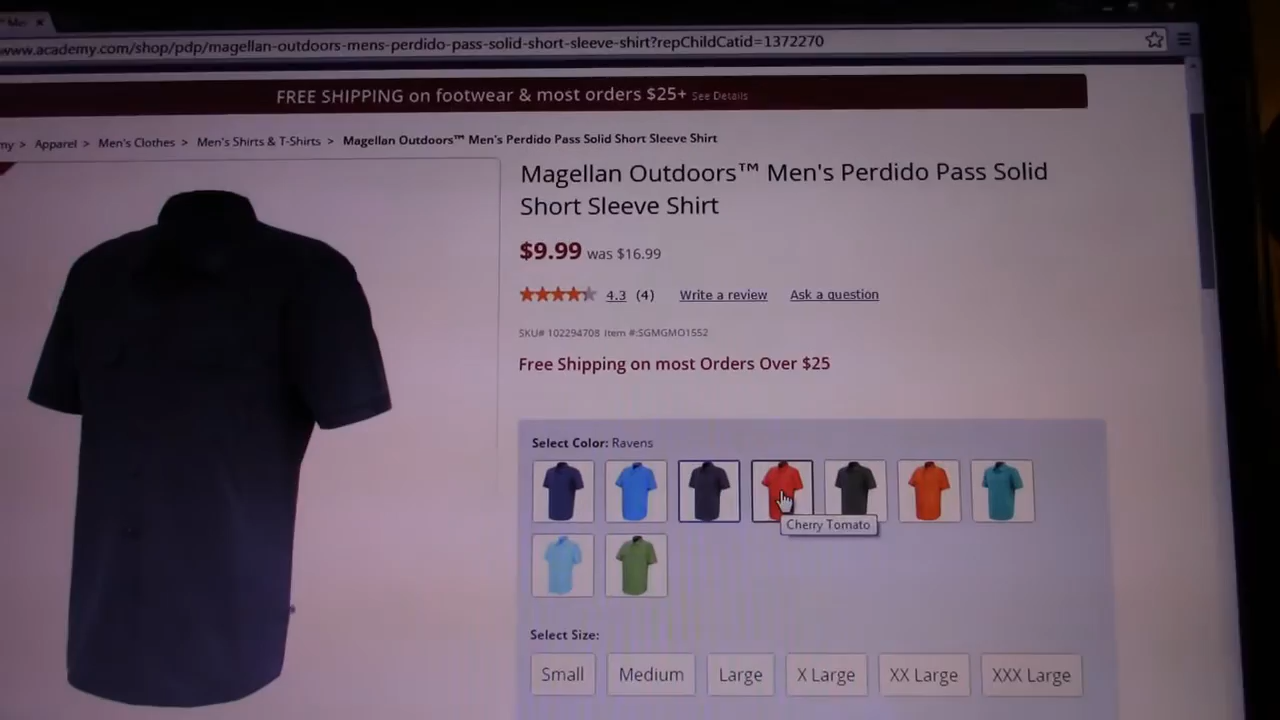 www.academy.com/shop/pdp/magellan-outdoors-mens-perdido-pass-solid-short-sleeve-shirt?repChildCatid=1372270
FREE SHIPPING on footwear & most orders $25+ See Details
> Apparel > Men's Clothes > Men's Shirts & T-Shirts > Magellan Outdoors™ Men's Perdido Pass Solid Short Sleeve Shirt
Magellan Outdoors™ Men's Perdido Pass Solid
Short Sleeve Shirt
$9.99 was $16.99
4.3 (4) Write a review Ask a question
SKU# 102294708 Item #:SGMGMO1552
Free Shipping on most Orders Over $25
Select Color: Ravens
Cherry Tomato
Select Size:
Small Medium Large X Large XX Large XXX Large